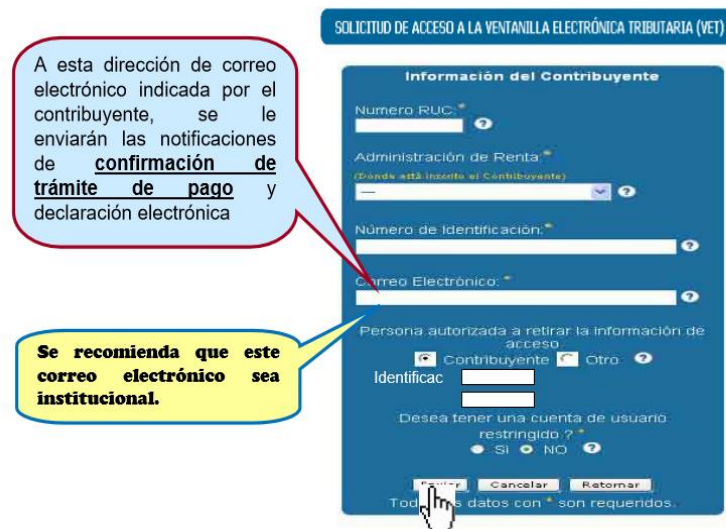 SOLICITUD DE ACCESO A LA VENTANILLA ELECTRÓNICA TRIBUTARIA (VET)
A esta dirección de correo
electrónico indicada por el
contribuyente, se le
enviarán las notificaciones
de confirmación de
trámite de pago y
declaración electrónica
Se recomienda que este
correo electrónico sea
institucional.
Información del Contribuyente
Numero RUC:*
Administración de Renta:*
(Donde está inscrito el Contribuyente)
Número de Identificación:*
Correo Electrónico: *
Persona autorizada a retirar la información de
acceso
Contribuyente Otro
Identificac
Desea tener una cuenta de usuario
restringido ? *
Si NO
Cancelar Retornar
datos con * son requeridos.